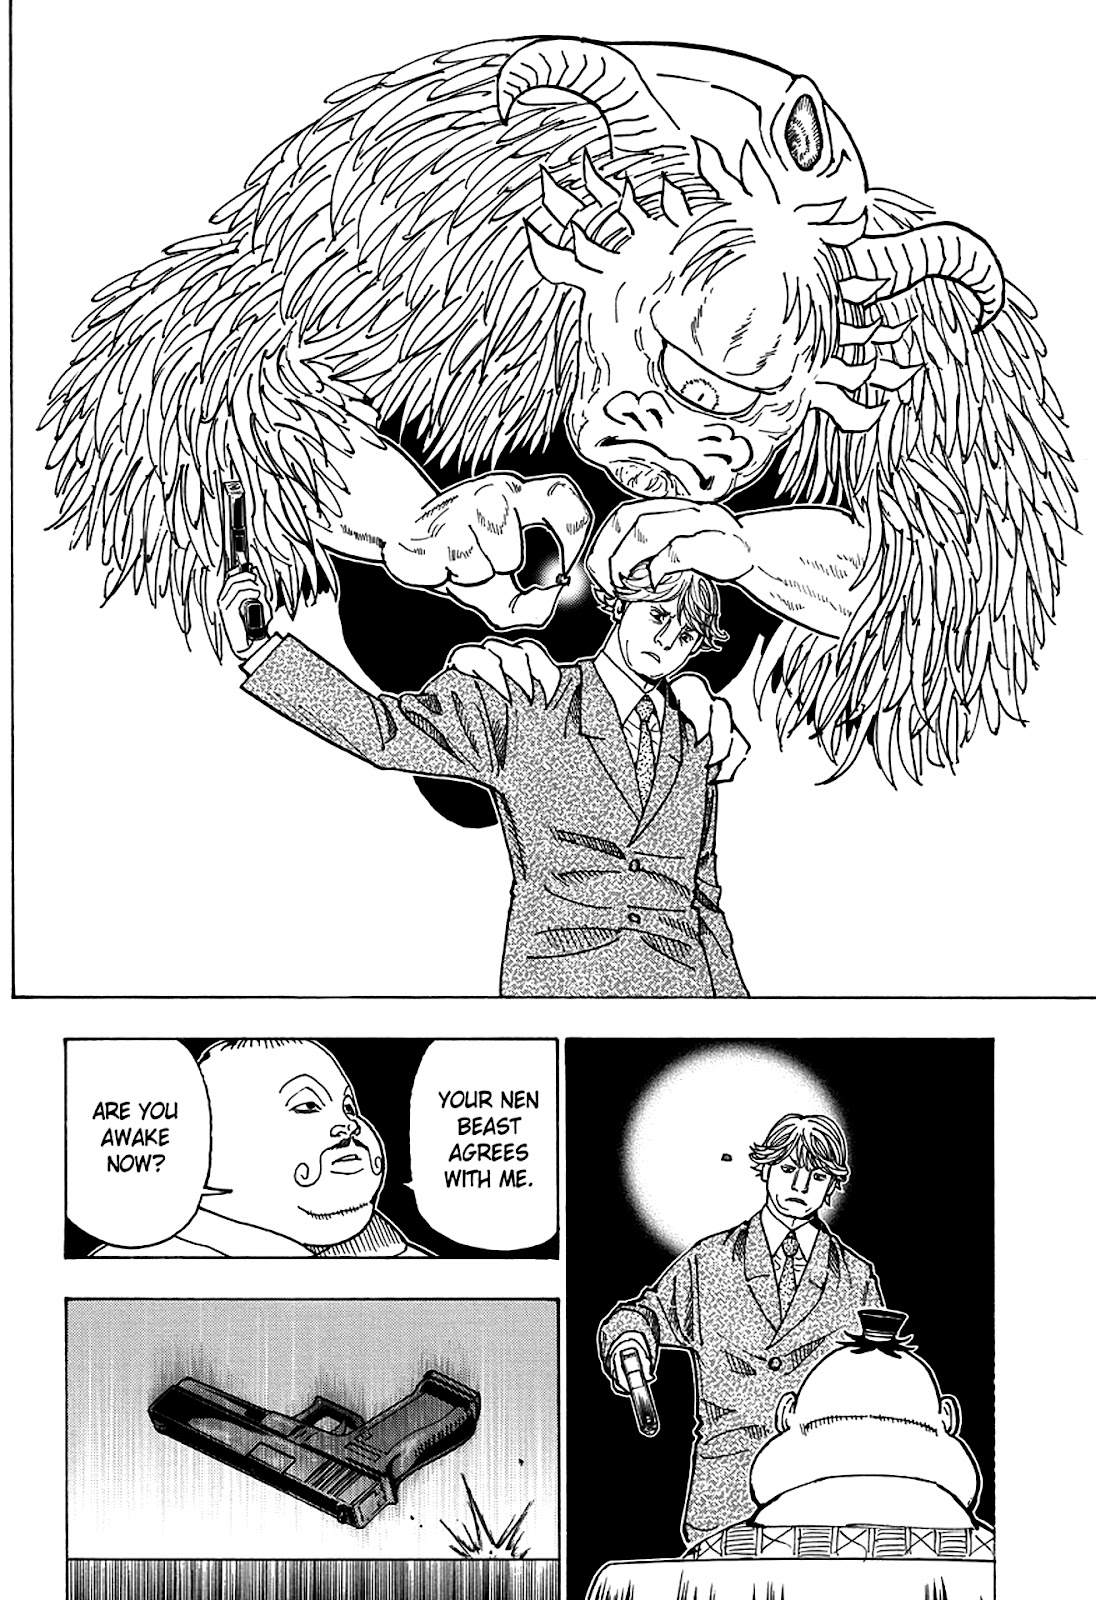 YOUR NEN
BEAST
AGREES
WITH ME.
ARE YOU
AWAKE
NOW?